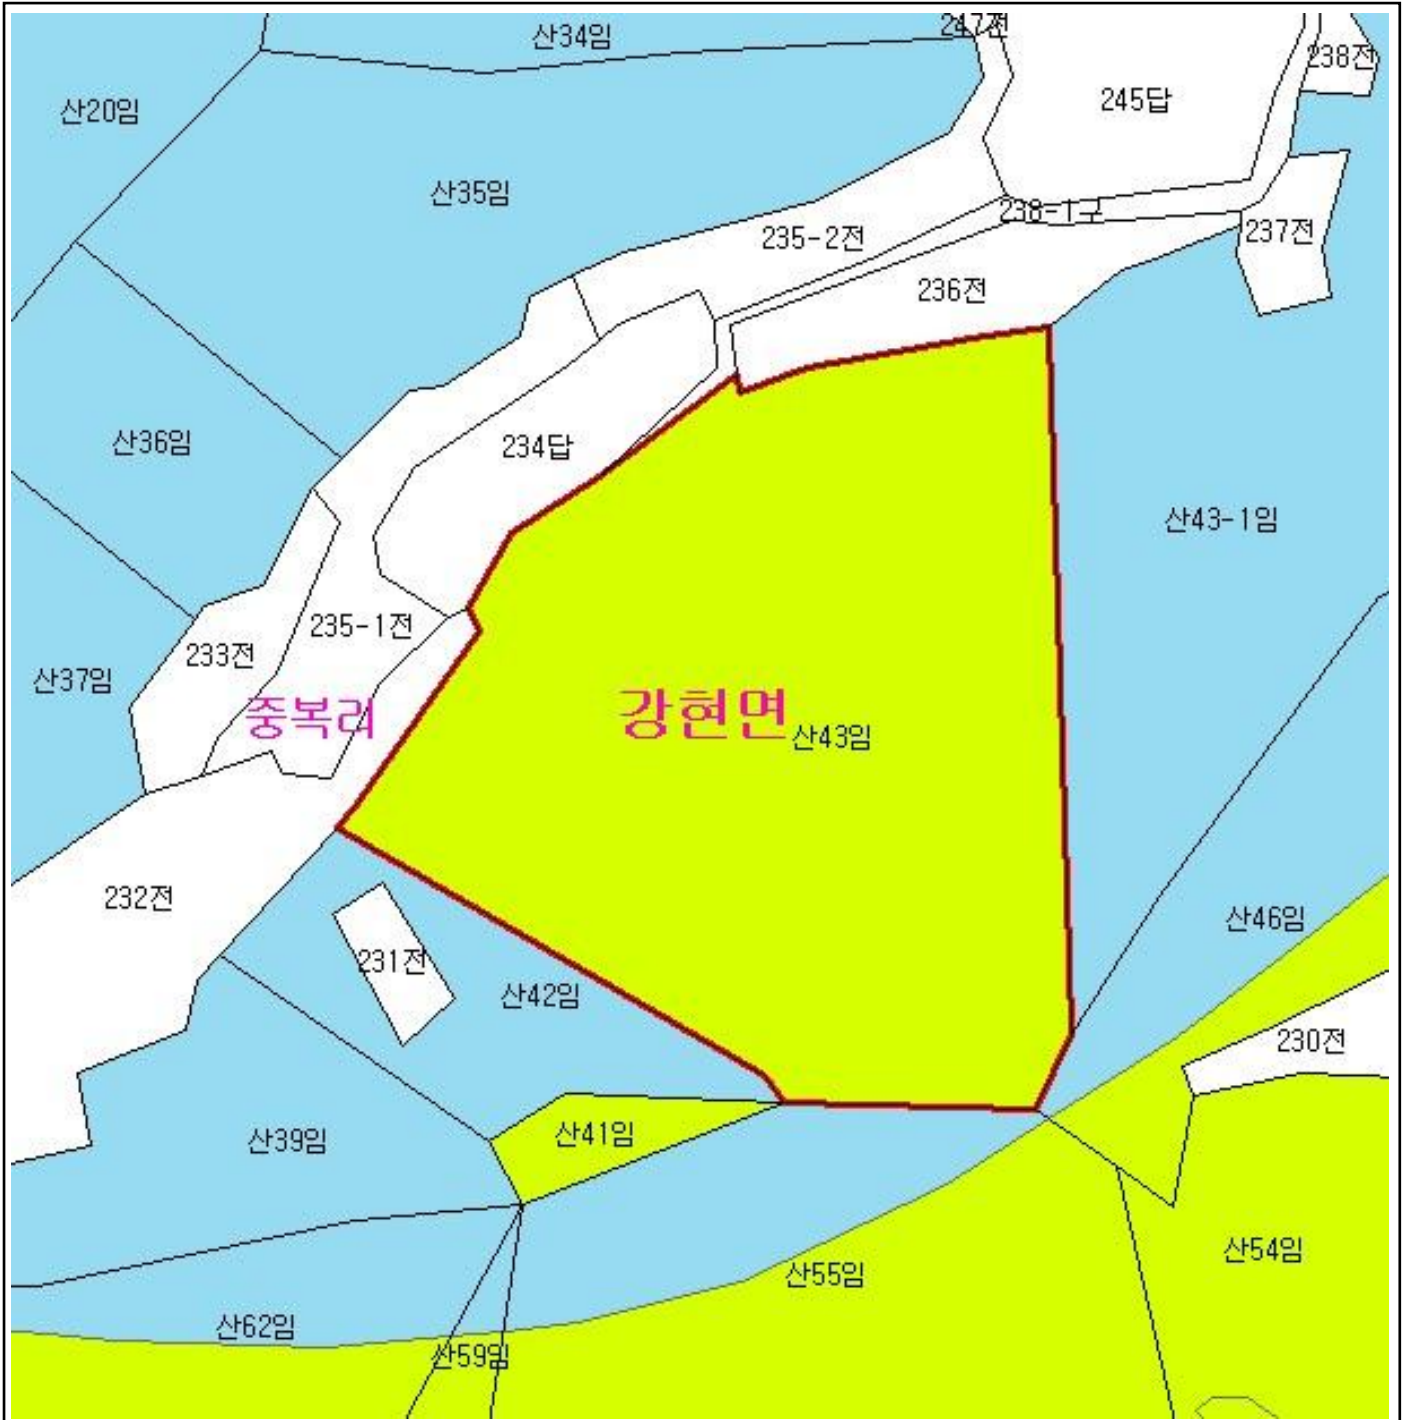 247전
산34임
238전
산20임
245답
산35임
238-1구
237전
235-2전
236전
산36임
234답
산43-1임
235-1전
233전
산37임
중복리
강현면
산43임
232전
산46임
231전
산42임
230전
산41임
산39임
산54임
산55임
산62임
산59임